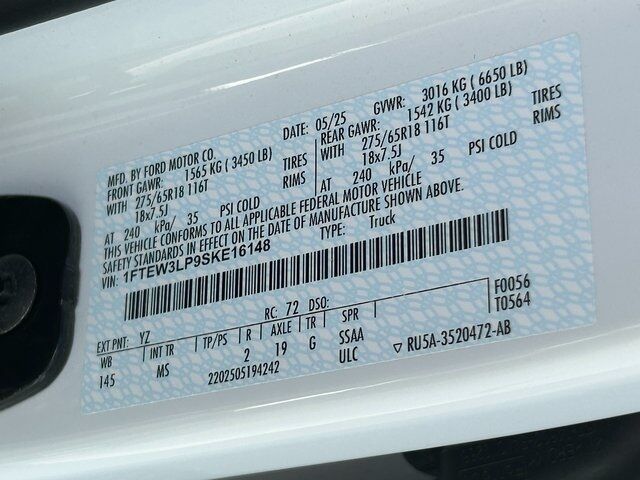 MFD. BY FORD MOTOR CO. DATE: 05/25 GVWR: 3016 KG ( 6650 LB)
FRONT GAWR: 1565 KG ( 3450 LB) REAR GAWR: 1542 KG ( 3400 LB)
WITH 275/65R18 116T TIRES WITH 275/65R18 116T TIRES
18x7.5J RIMS 18x7.5J RIMS
AT 240 kPa/ 35 PSI COLD AT 240 kPa/ 35 PSI COLD
THIS VEHICLE CONFORMS TO ALL APPLICABLE FEDERAL MOTOR VEHICLE
SAFETY STANDARDS IN EFFECT ON THE DATE OF MANUFACTURE SHOWN ABOVE.
VIN: 1FTEW3LP9SKE16148 TYPE: Truck
EXT PNT: YZ RC: 72 DSO: F0056
WB INT TR TP/PS R AXLE TR SPR T0564
145 MS 2 19 G SSAA
2202505194242 ULC ▽ RU5A-3520472-AB